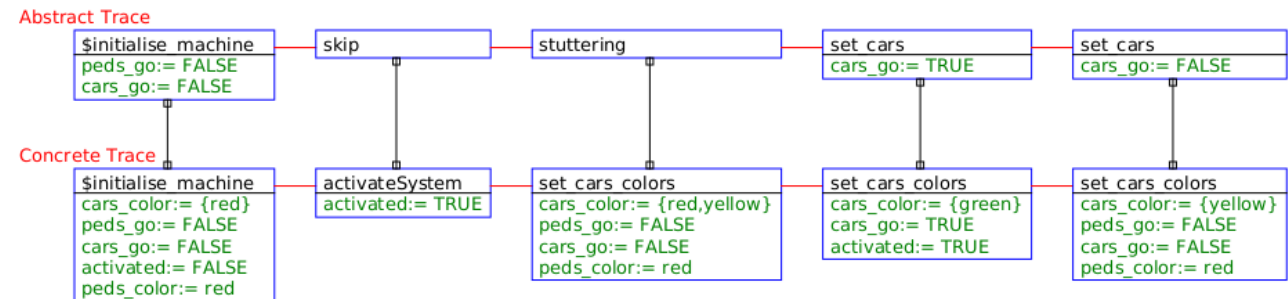 Abstract Trace
$initialise_machine
peds_go:= FALSE
cars_go:= FALSE
skip
stuttering
set_cars
cars_go:= TRUE
set_cars
cars_go:= FALSE
Concrete Trace
$initialise_machine
cars_color:= {red}
peds_go:= FALSE
cars_go:= FALSE
activated:= FALSE
peds_color:= red
activateSystem
activated:= TRUE
set_cars_colors
cars_color:= {red,yellow}
peds_go:= FALSE
cars_go:= FALSE
peds_color:= red
set_cars_colors
cars_color:= {green}
cars_go:= TRUE
activated:= TRUE
set_cars_colors
cars_color:= {yellow}
peds_go:= FALSE
cars_go:= FALSE
peds_color:= red